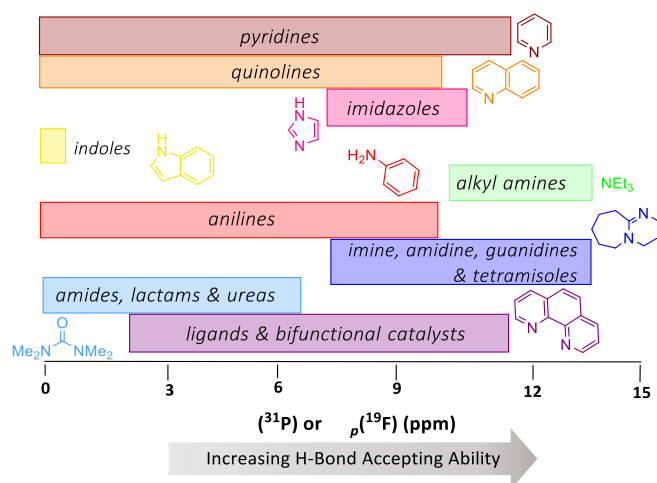 pyridines
N
quinolines
N
imidazoles
H
N
N
indoles
H
N
H₂N
alkyl amines
NEt₃
anilines
imine, amidine, guanidines
& tetramisoles
N
N
amides, lactams & ureas
ligands & bifunctional catalysts
N
N
O
Me₂N NMe₂
0 3 6 9 12 15
(³¹P) or ₚ(¹⁹F) (ppm)
Increasing H-Bond Accepting Ability